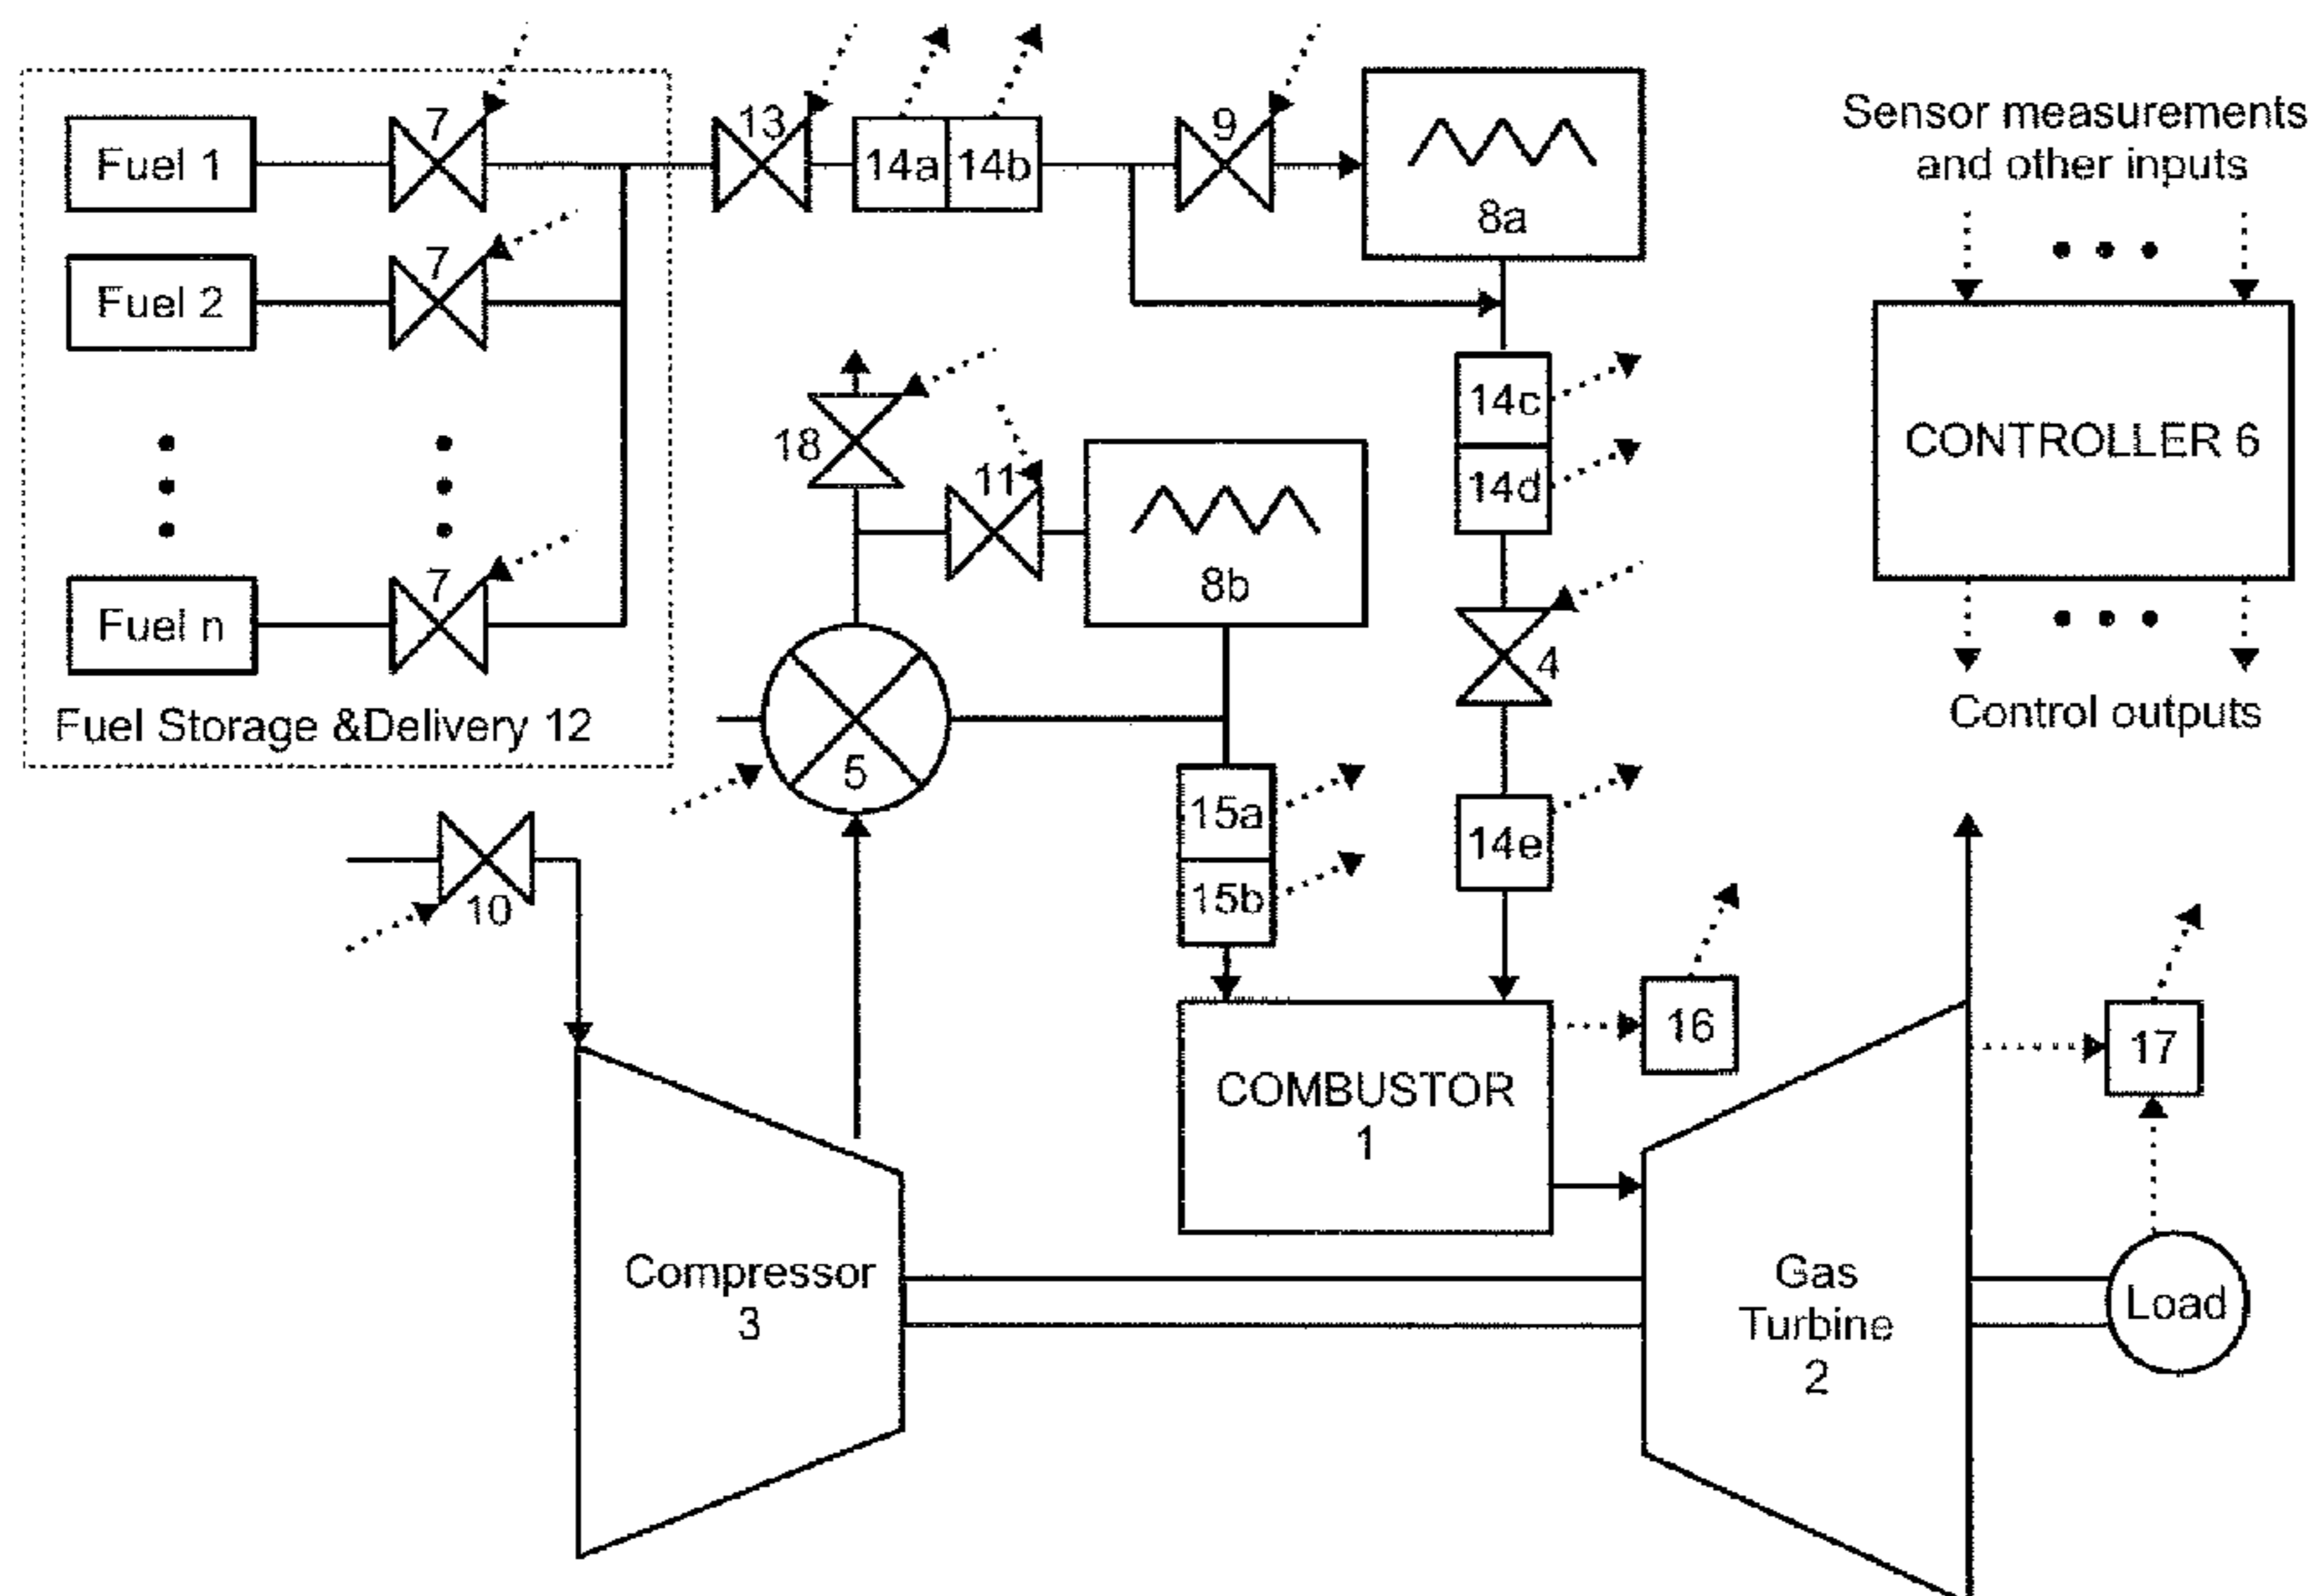 7
13
9
Fuel 1
14a
14b
8a
Sensor measurements
and other inputs
7
Fuel 2
14c
18
11
14d
CONTROLLER 6
8b
7
Fuel n
4
Fuel Storage &Delivery 12
Control outputs
5
15a
14e
10
15b
16
17
COMBUSTOR
1
Compressor
3
Gas
Turbine
2
Load